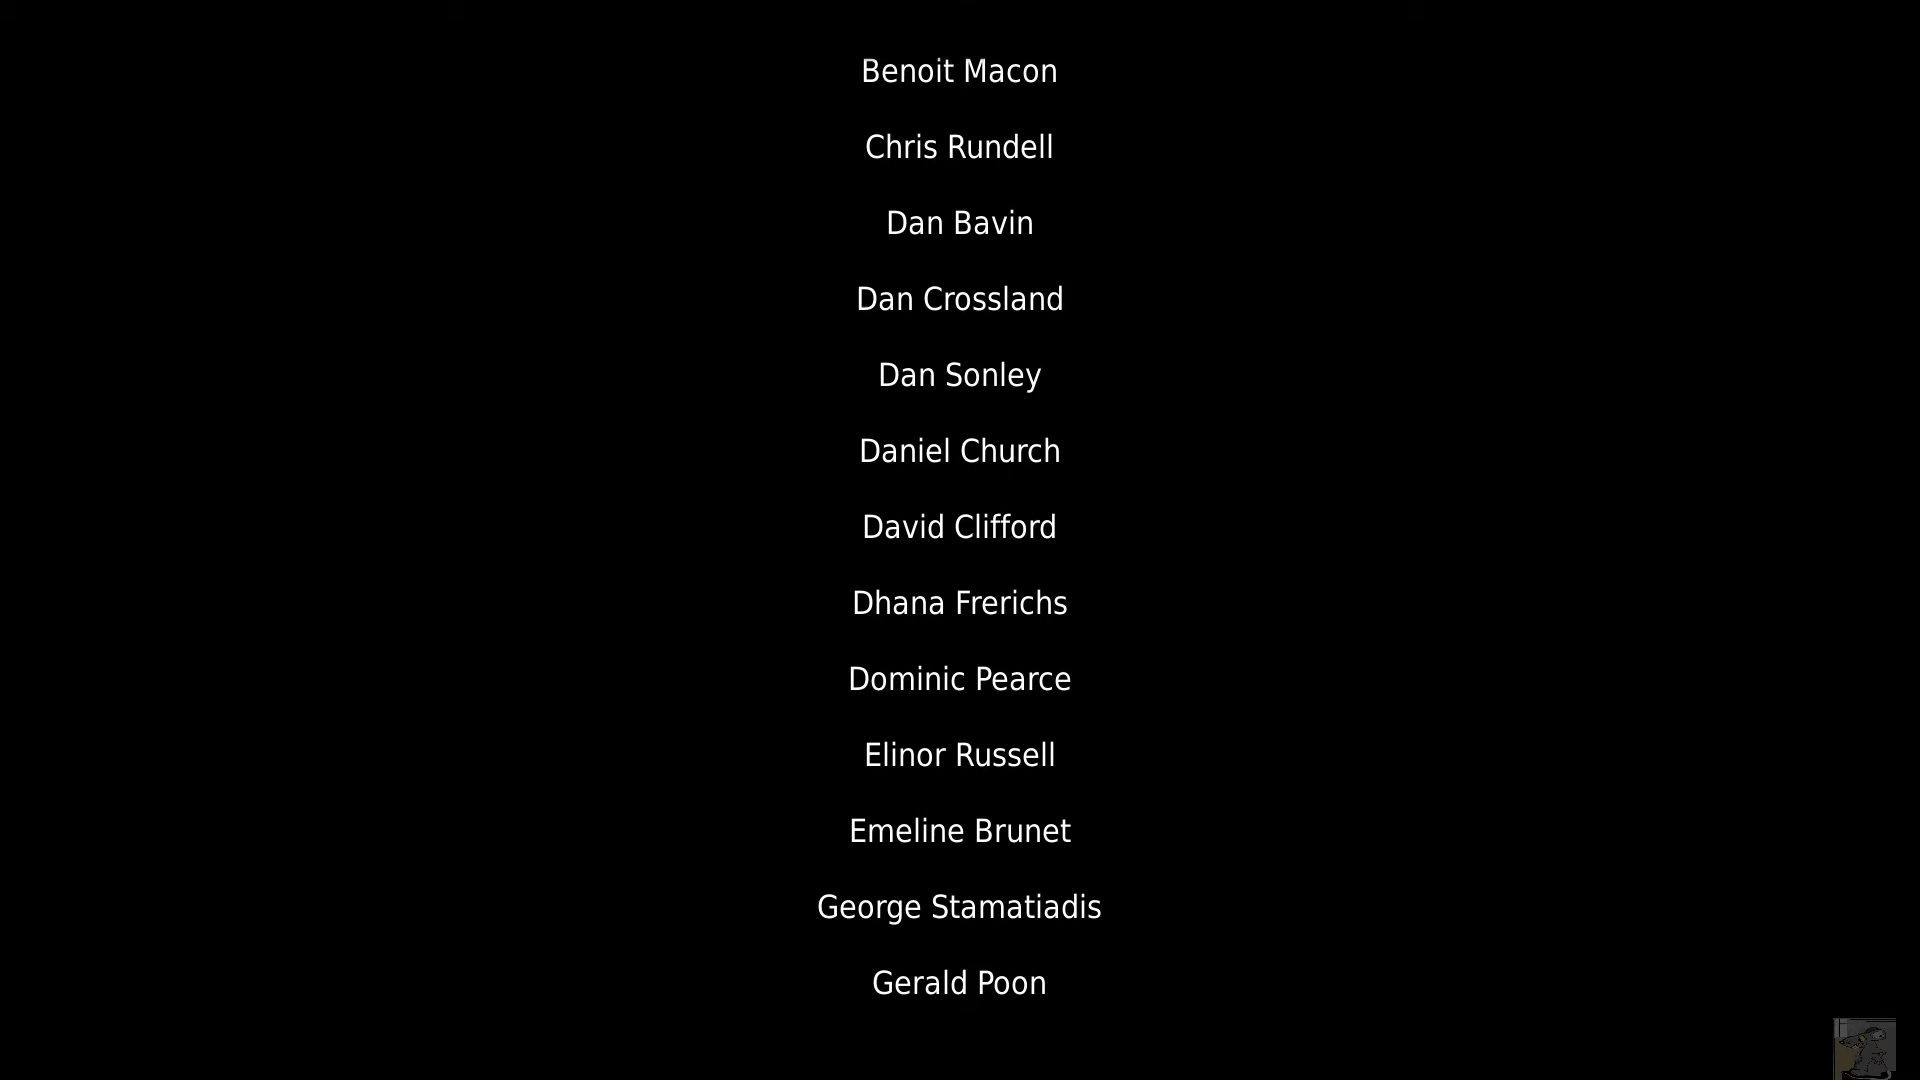 Benoit Macon
Chris Rundell
Dan Bavin
Dan Crossland
Dan Sonley
Daniel Church
David Clifford
Dhana Frerichs
Dominic Pearce
Elinor Russell
Emeline Brunet
George Stamatiadis
Gerald Poon